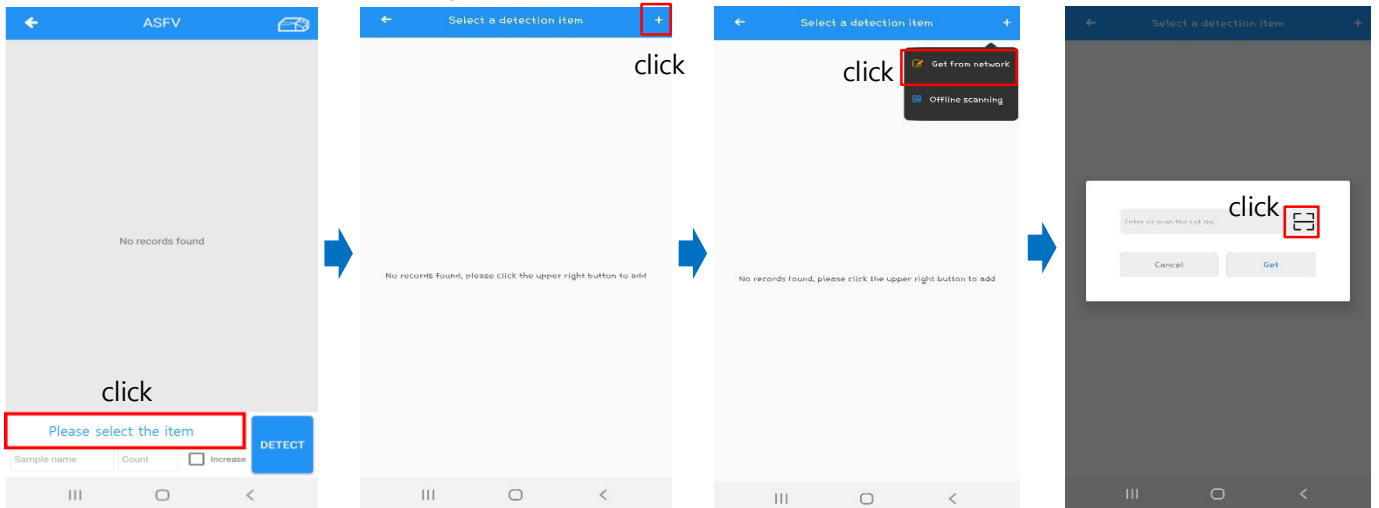 ASFV
No records found
click
Please select the item
Sample name
Count
Increase
DETECT
Select a detection item +
click
No records found, please click the upper right button to add
Select a detection item +
click
Get from network
Offline scanning
No records found, please click the upper right button to add
Select a detection item +
click
Enter or scan the Lot No.
Cancel
Get